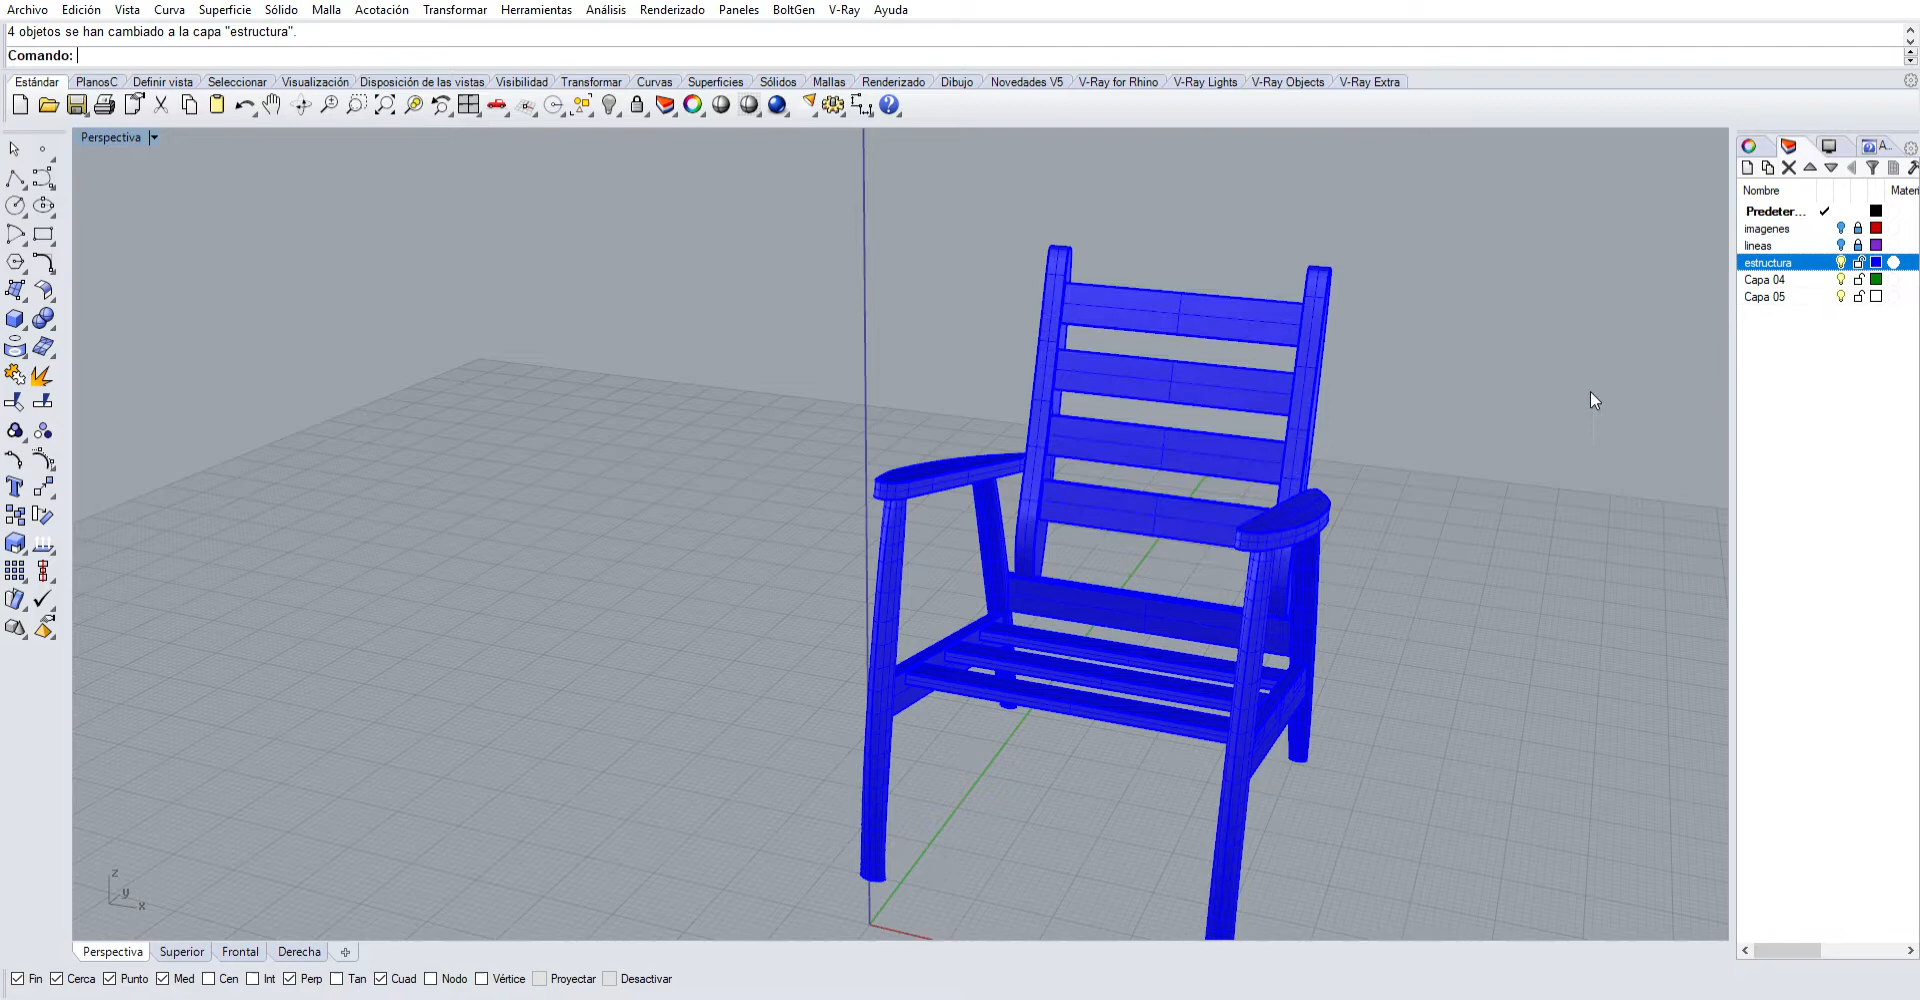 Archivo Edición Vista Curva Superficie Sólido Malla Acotación Transformar Herramientas Análisis Renderizado Paneles BoltGen V-Ray Ayuda
4 objetos se han cambiado a la capa "estructura".
Comando:
Estándar PlanosC Definir vista Seleccionar Visualización Disposición de las vistas Visibilidad Transformar Curvas Superficies Sólidos Mallas Renderizado Dibujo Novedades V5 V-Ray for Rhino V-Ray Lights V-Ray Objects V-Ray Extra
Perspectiva
A...
Nombre Materi
Predeter...
imagenes
lineas
estructura
Capa 04
Capa 05
z
y
x
Perspectiva Superior Frontal Derecha
Fin Cerca Punto Med Cen Int Perp Tan Cuad Nodo Vértice Proyectar Desactivar